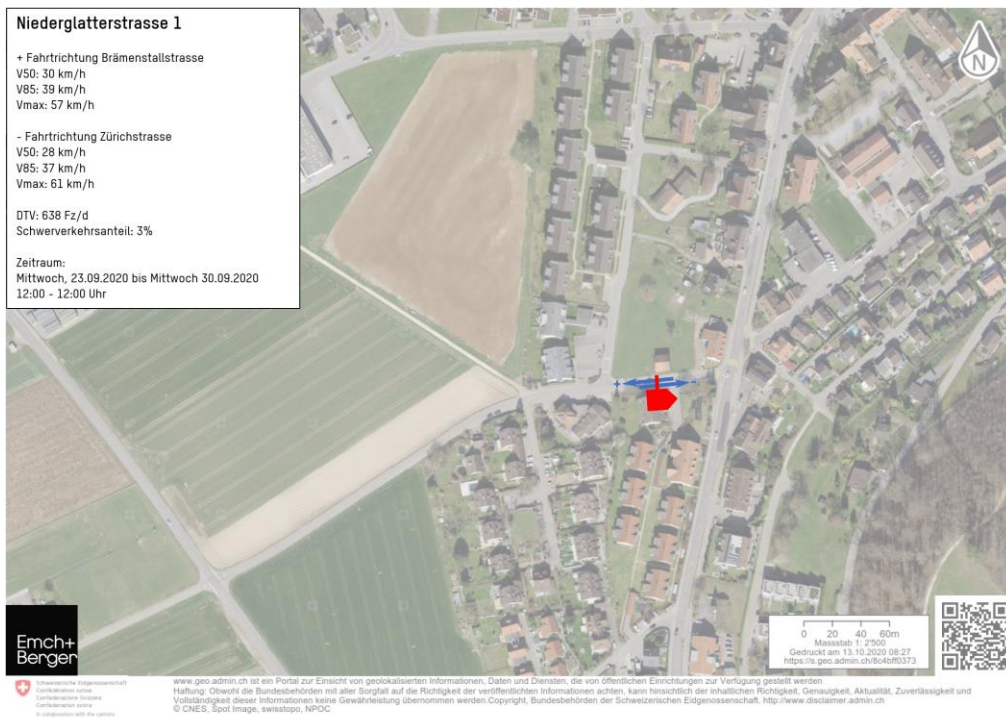 Niederglatterstrasse 1
+ Fahrtrichtung Brämenstallstrasse
V50: 30 km/h
V85: 39 km/h
Vmax: 57 km/h
- Fahrtrichtung Zürichstrasse
V50: 28 km/h
V85: 37 km/h
Vmax: 61 km/h
DTV: 638 Fz/d
Schwerverkehrsanteil: 3%
Zeitraum:
Mittwoch, 23.09.2020 bis Mittwoch 30.09.2020
12:00 - 12:00 Uhr
N
+ -
Emch+
Berger
0 20 40 60m
Massstab 1: 2'500
Gedruckt am 13.10.2020 08:27
https://s.geo.admin.ch/8c4bff0373
Schweizerische Eidgenossenschaft
Confédération suisse
Confederazione Svizzera
Confederaziun svizra
In collaboration with the cantons
www.geo.admin.ch ist ein Portal zur Einsicht von geolokalisierten Informationen, Daten und Diensten, die von öffentlichen Einrichtungen zur Verfügung gestellt werden
Haftung: Obwohl die Bundesbehörden mit aller Sorgfalt auf die Richtigkeit der veröffentlichten Informationen achten, kann hinsichtlich der inhaltlichen Richtigkeit, Genauigkeit, Aktualität, Zuverlässigkeit und
Vollständigkeit dieser Informationen keine Gewährleistung übernommen werden.Copyright, Bundesbehörden der Schweizerischen Eidgenossenschaft. http://www.disclaimer.admin.ch
© CNES, Spot Image, swisstopo, NPOC